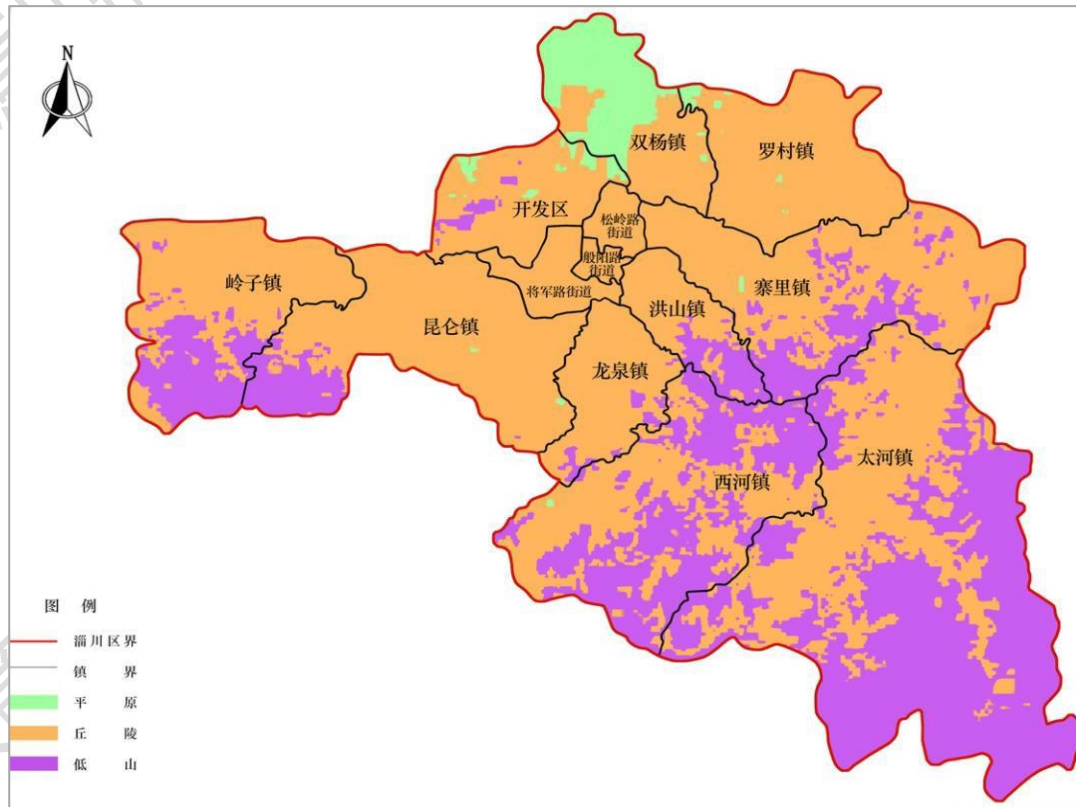 N
双杨镇
罗村镇
开发区
松岭路
街道
般阳路
街道
岭子镇
将军路街道
寨里镇
洪山镇
昆仑镇
龙泉镇
太河镇
西河镇
图 例
淄川区界
镇 界
平 原
丘 陵
低 山